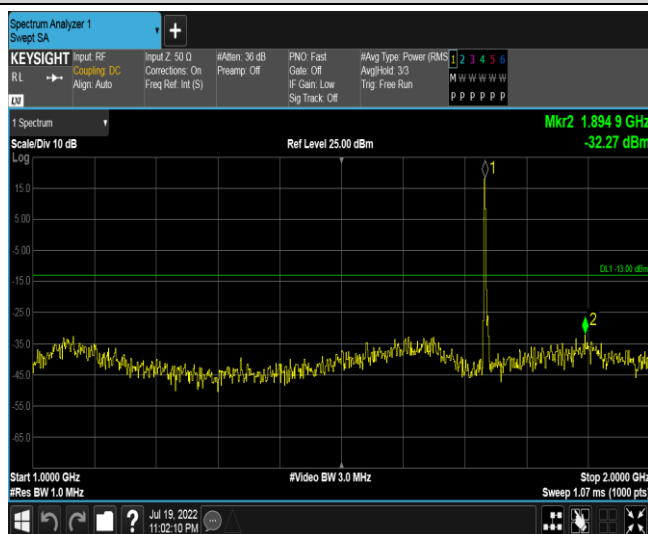 Spectrum Analyzer 1
Swept SA
+
KEYSIGHT
RL
LXI
Input: RF
Coupling: DC
Align: Auto
Input Z: 50 Ω
Corrections: On
Freq Ref: Int (S)
#Atten: 36 dB
Preamp: Off
PNO: Fast
Gate: Off
IF Gain: Low
Sig Track: Off
#Avg Type: Power (RMS
Avg|Hold: 3/3
Trig: Free Run
1 2 3 4 5 6
M W W W W W
P P P P P P
1 Spectrum
Mkr2 1.894 9 GHz
Scale/Div 10 dB
Ref Level 25.00 dBm
-32.27 dBm
Log
1
15.0
5.00
-5.00
DL1 -13.00 dBm
-15.0
-25.0
2
-35.0
-45.0
-55.0
-65.0
Start 1.0000 GHz
#Video BW 3.0 MHz
Stop 2.0000 GHz
#Res BW 1.0 MHz
Sweep 1.07 ms (1000 pts)
?
Jul 19, 2022
11:02:10 PM